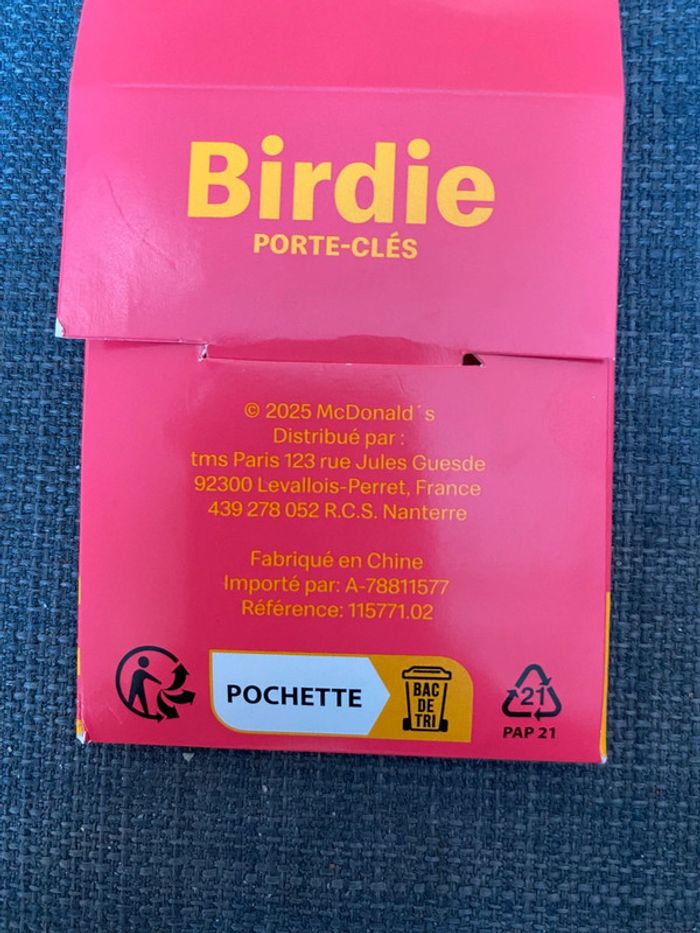 Birdie
PORTE-CLÉS
© 2025 McDonald´s
Distribué par :
tms Paris 123 rue Jules Guesde
92300 Levallois-Perret, France
439 278 052 R.C.S. Nanterre
Fabriqué en Chine
Importé par: A-78811577
Référence: 115771.02
POCHETTE
BAC
DE
TRI
21
PAP 21